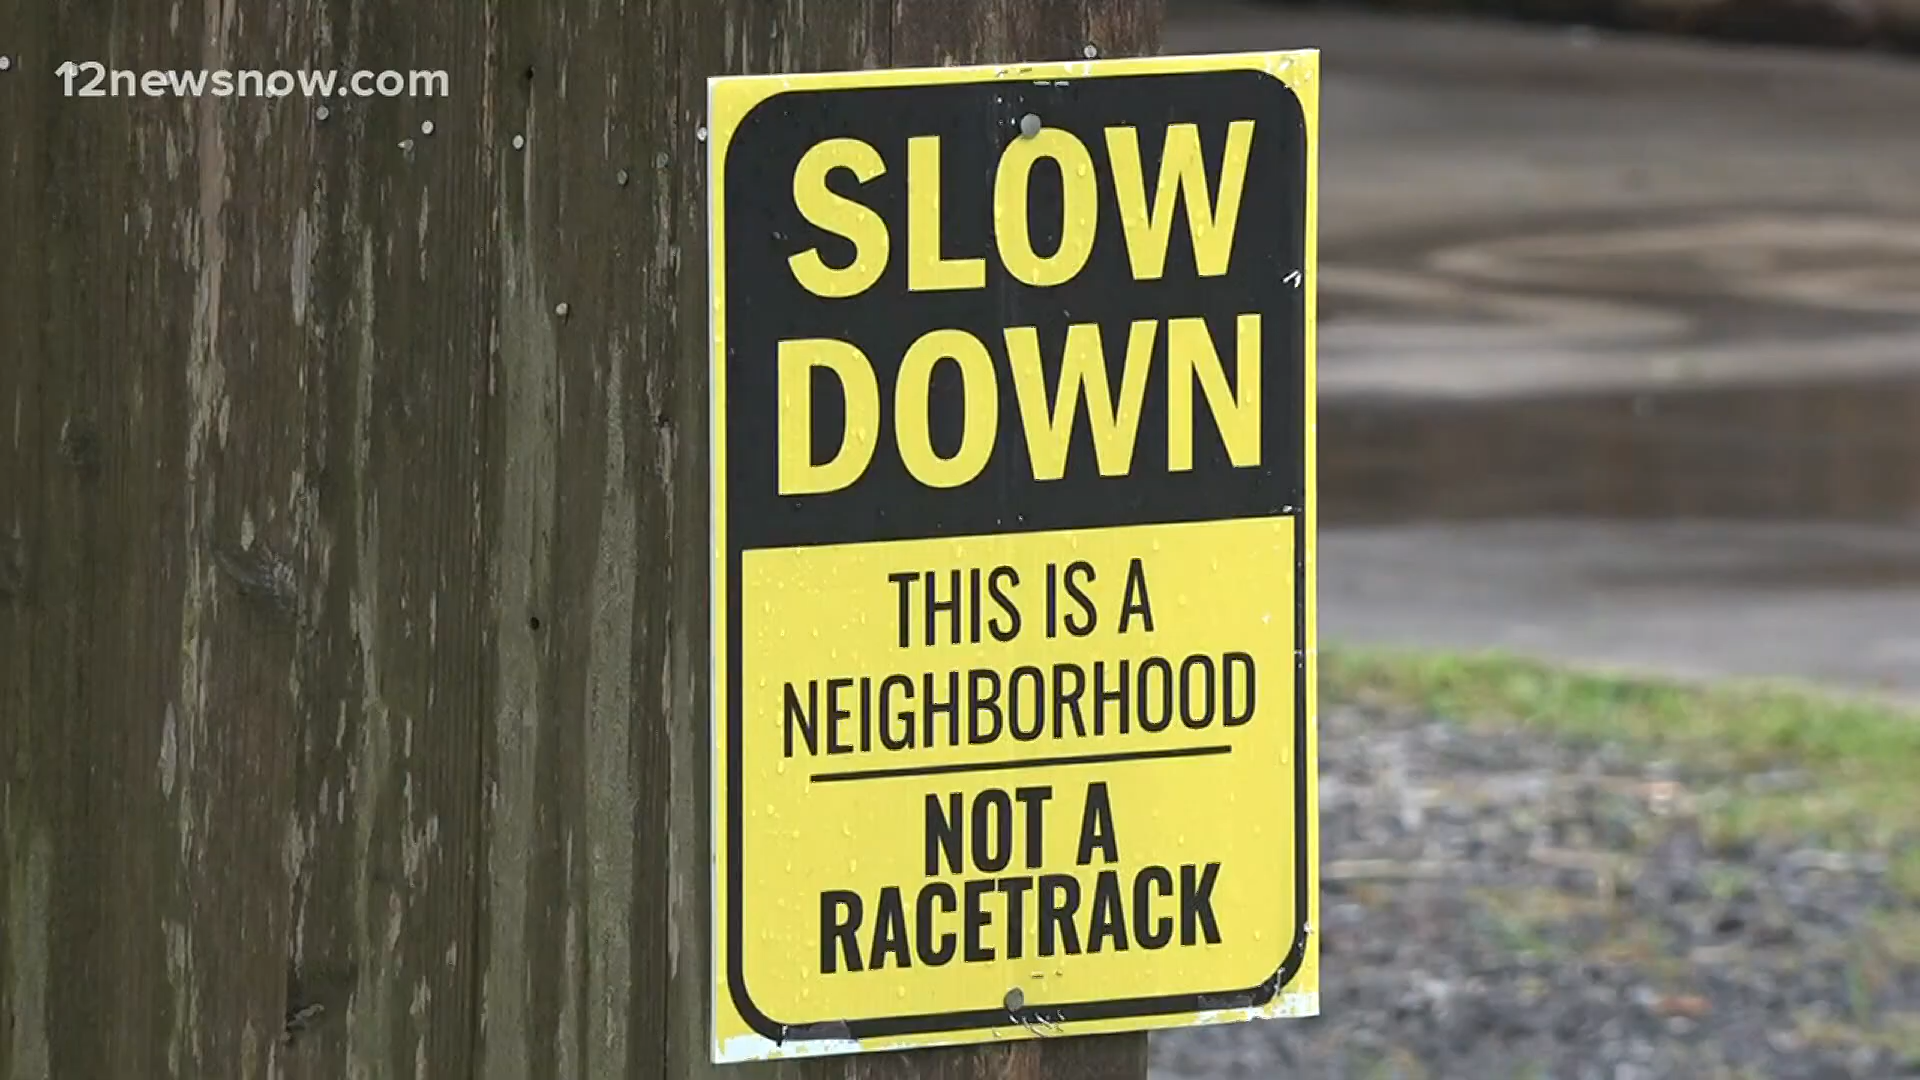 12newsnow.com
SLOW
DOWN
THIS IS A
NEIGHBORHOOD
NOT A
RACETRACK